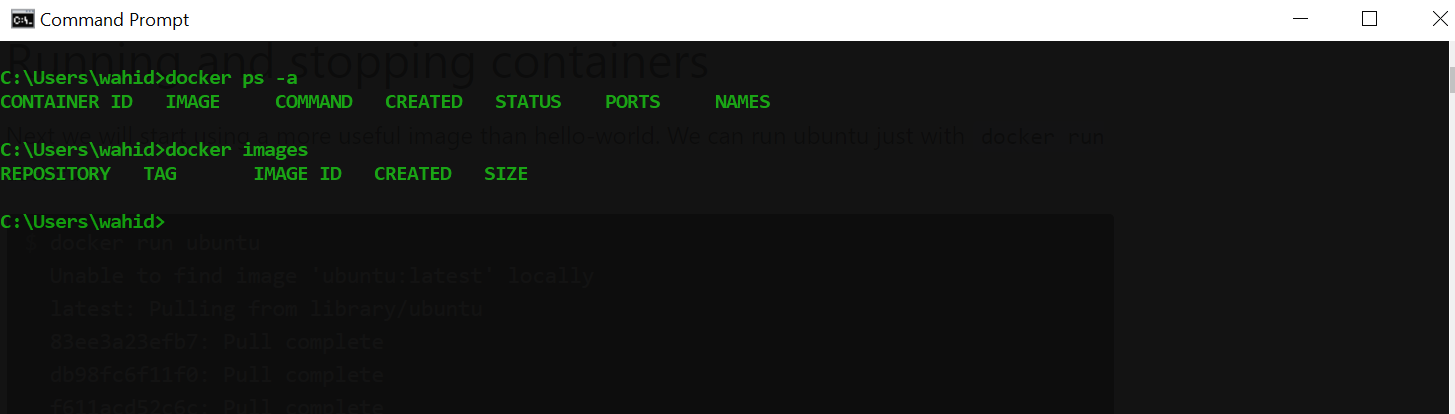 Command Prompt
Running and stopping containers
C:\Users\wahid>docker ps -a
CONTAINER ID   IMAGE     COMMAND   CREATED   STATUS    PORTS     NAMES
Next we will start using a more useful image than hello-world. We can run ubuntu just with docker run
C:\Users\wahid>docker images
REPOSITORY   TAG       IMAGE ID   CREATED   SIZE
C:\Users\wahid>
docker run ubuntu
Unable to find image 'ubuntu:latest' locally
latest: Pulling from library/ubuntu
83ee3a23efb7: Pull complete
db98fc6f11f0: Pull complete
f611acd52c6c: Pull complete